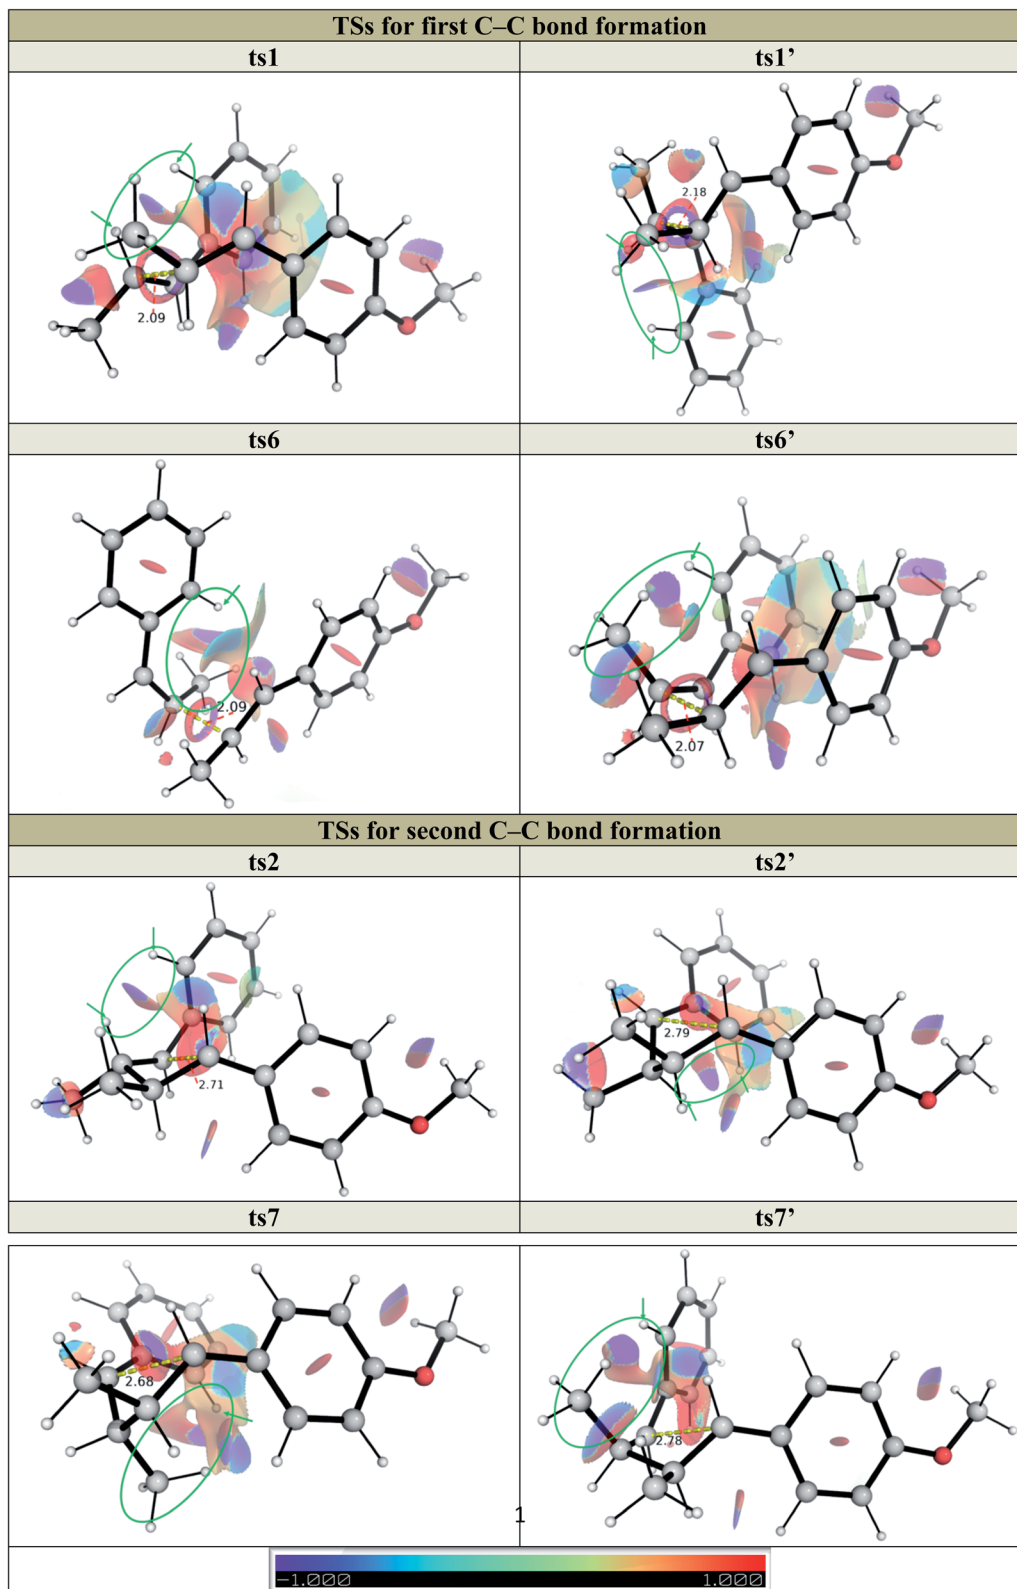 TSs for first C–C bond formation
ts1 ts1’
2.09
2.18
ts6 ts6’
2.09
2.07
TSs for second C–C bond formation
ts2 ts2’
2.71
2.79
ts7 ts7’
2.68
2.78
1
−1.000 1.000